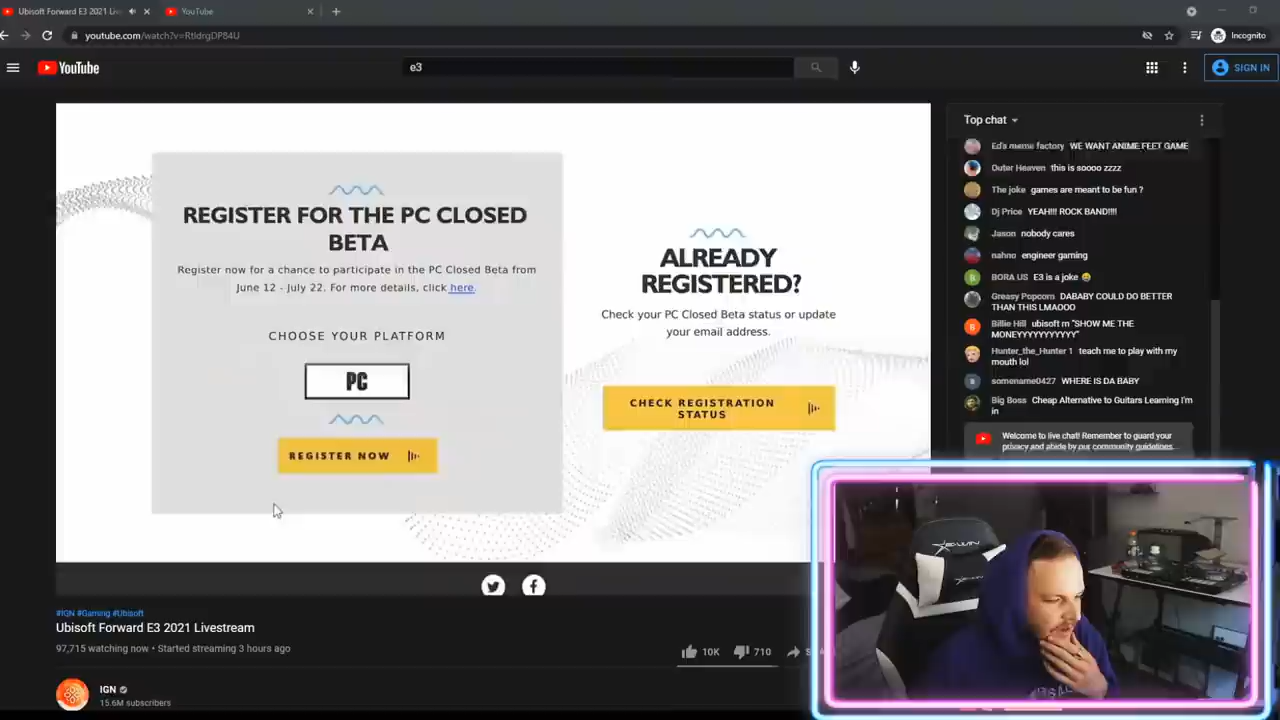 Ubisoft Forward E3 2021 Liv
YouTube
youtube.com/watch?v=RtIdrgDP84U
Incognito
YouTube
e3
SIGN IN
REGISTER FOR THE PC CLOSED
BETA
Register now for a chance to participate in the PC Closed Beta from
June 12 - July 22. For more details, click here.
CHOOSE YOUR PLATFORM
PC
REGISTER NOW
ALREADY
REGISTERED?
Check your PC Closed Beta status or update
your email address.
CHECK REGISTRATION
STATUS
Top chat
Ed's meme factory WE WANT ANIME FEET GAME
Outer Heaven this is soooo zzzz
The joke games are meant to be fun ?
Dj Price YEAH!!! ROCK BAND!!!!
Jason nobody cares
nahno engineer gaming
BORA US E3 is a joke 😂
Greasy Popcorn DABABY COULD DO BETTER
THAN THIS LMAOOO
Billie Hill ubisoft rn "SHOW ME THE
MONEYYYYYYYYYY"
Hunter_the_Hunter 1 teach me to play with my
mouth lol
somename0427 WHERE IS DA BABY
Big Boss Cheap Alternative to Guitars Learning I'm
in
Welcome to live chat! Remember to guard your
privacy and abide by our community guidelines.
#IGN #Gaming #Ubisoft
Ubisoft Forward E3 2021 Livestream
97,715 watching now • Started streaming 3 hours ago
10K
710
IGN
15.6M subscribers